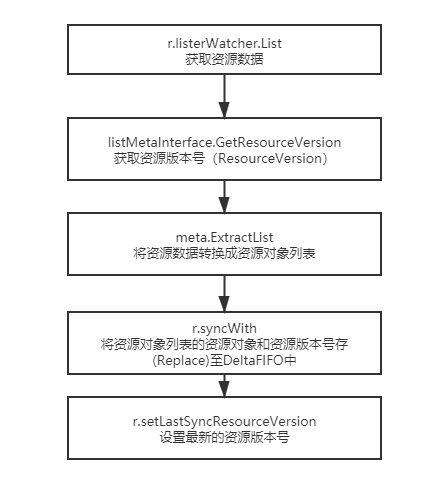 r.listerWatcher.List
获取资源数据
listMetaInterface.GetResourceVersion
获取资源版本号（ResourceVersion）
meta.ExtractList
将资源数据转换成资源对象列表
r.syncWith
将资源对象列表的资源对象和资源版本号存
(Replace)至DeltaFIFO中
r.setLastSyncResourceVersion
设置最新的资源版本号